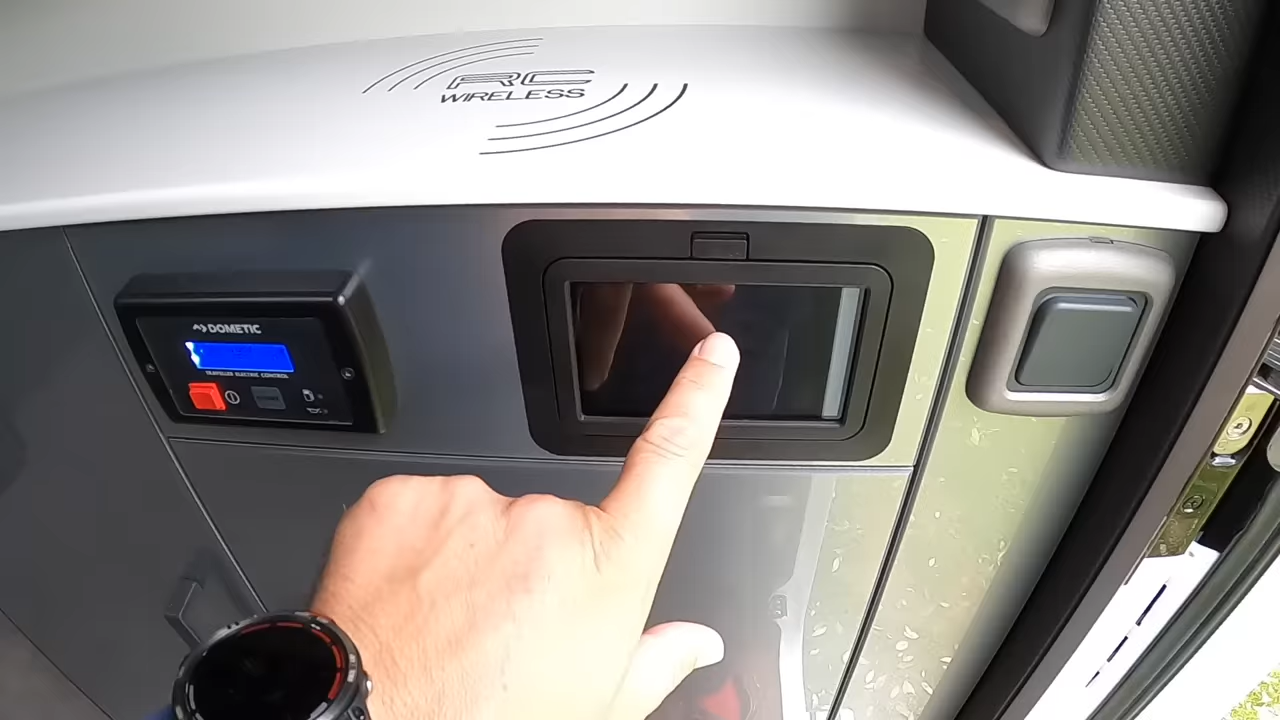 RC
WIRELESS
DOMETIC
TRAVELLER ELECTRIC CONTROL